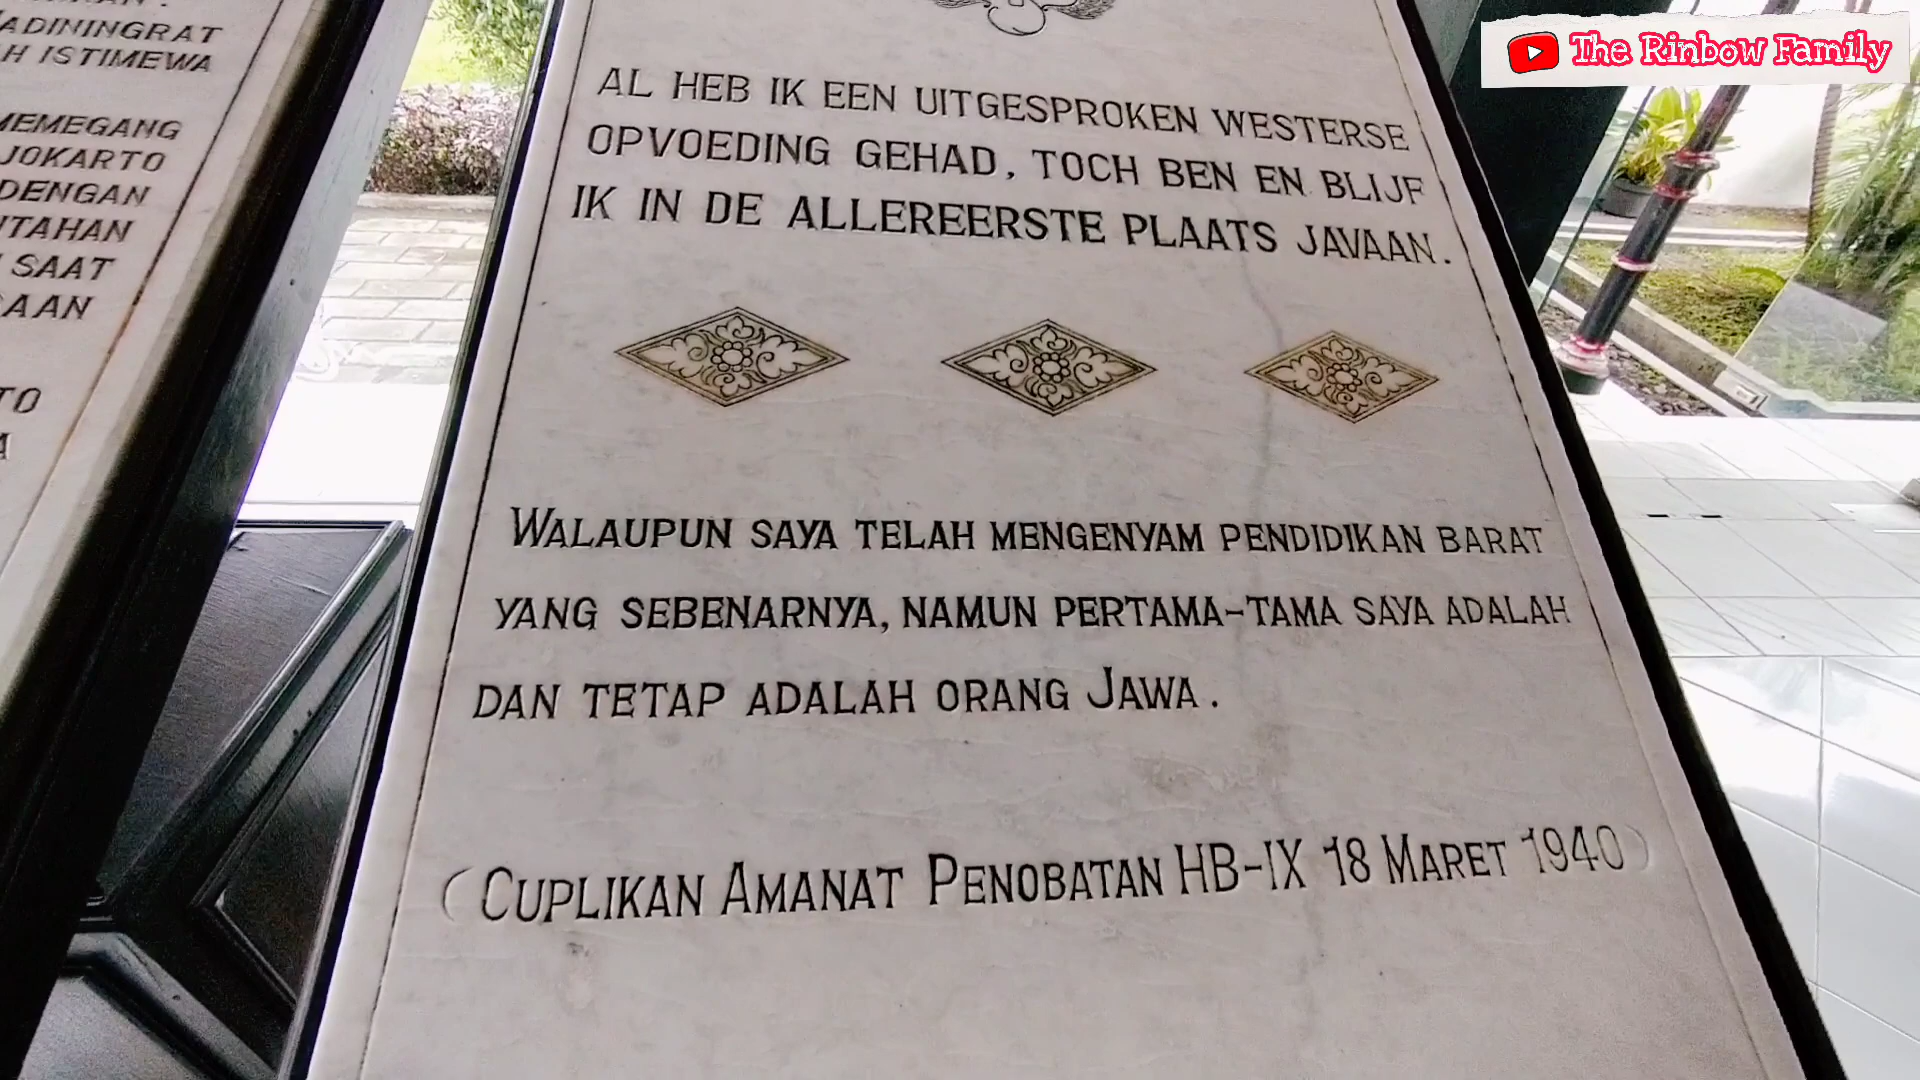 ADININGRAT
H ISTIMEWA
MEMEGANG
JOKARTO
DENGAN
TAHAN
SAAT
AAN
TO
A
The Rinbow Family
AL HEB IK EEN UITGESPROKEN WESTERSE
OPVOEDING GEHAD, TOCH BEN EN BLIJF
IK IN DE ALLEREERSTE PLAATS JAVAAN.
WALAUPUN SAYA TELAH MENGENYAM PENDIDIKAN BARAT
YANG SEBENARNYA, NAMUN PERTAMA-TAMA SAYA ADALAH
DAN TETAP ADALAH ORANG JAWA.
(CUPLIKAN AMANAT PENOBATAN HB-IX 18 MARET 1940)